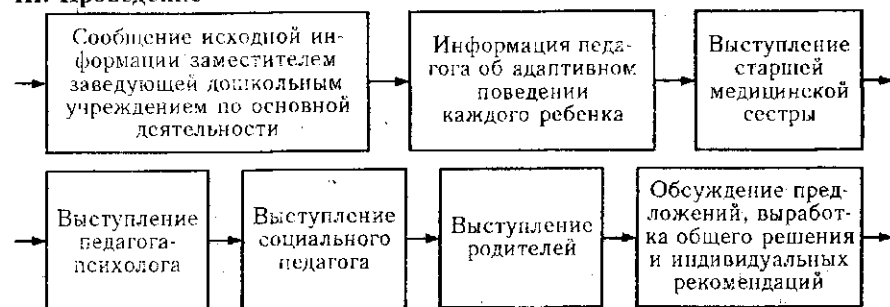 III. Проведение
Сообщение исходной ин-
формации заместителем
заведующей дошкольным
учреждением по основной
деятельности
Информация педа-
гога об адаптивном
поведении
каждого ребенка
Выступление
старшей
медицинской
сестры
Выступление
педагога-
психолога
Выступление
социального
педагога
Выступление
родителей
Обсуждение пред-
ложений, выработ-
ка общего решения
и индивидуальных
рекомендаций